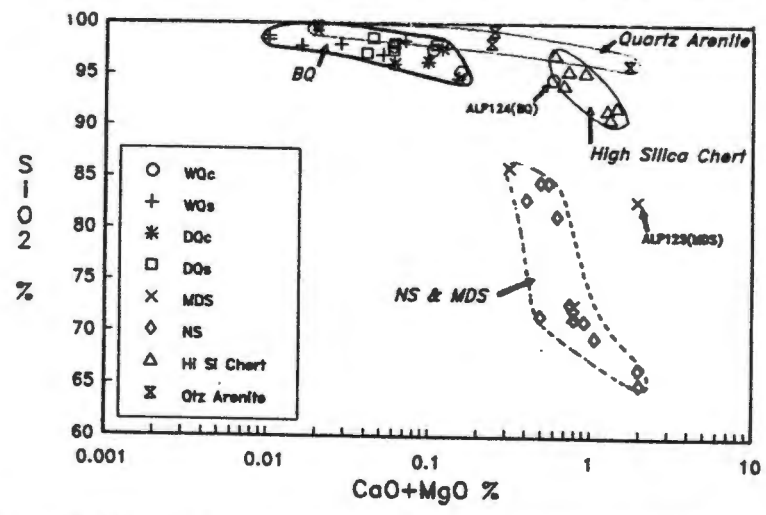 100
95
90
85
80
75
70
65
60
SiO2 %
0.001
0.01
0.1
1
10
CaO+MgO %
Quartz Arenite
BQ
ALP124(BQ)
High Silica Chert
ALP123(MDS)
NS & MDS
WQc
WQs
DQc
DQs
MDS
NS
Hi Si Chert
Qtz Arenite